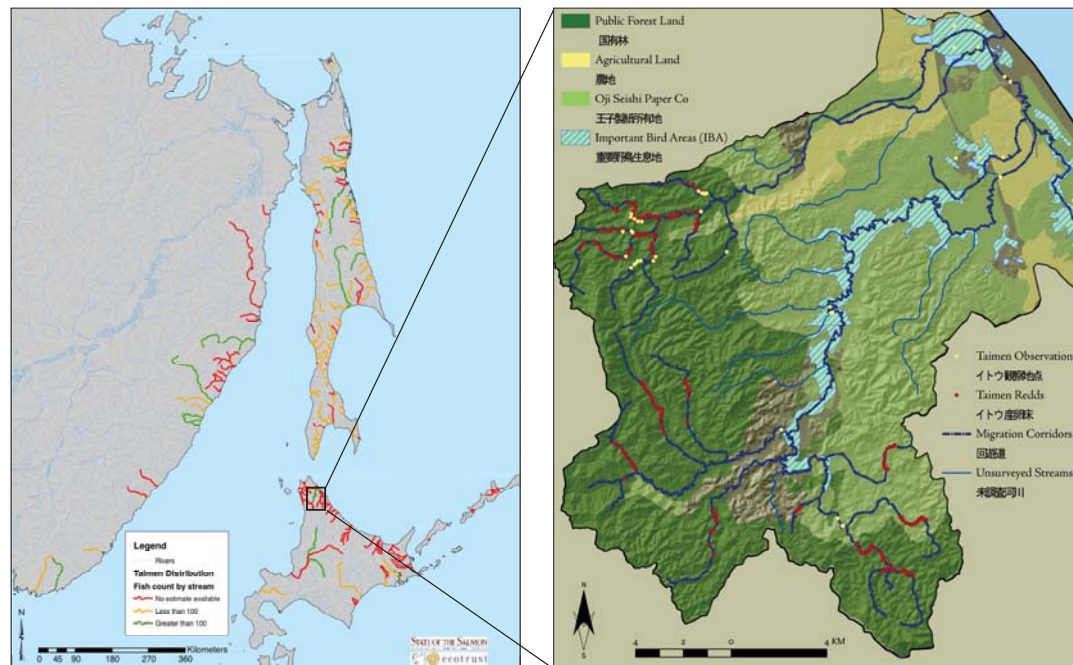 Legend
Rivers
Taimen Distribution
Fish count by stream
No estimate available
Less than 100
Greater than 100
N
S
Kilometers
0 45 90 180 270 360
STATE OF THE SALMON
ecotrust
Public Forest Land
国有林
Agricultural Land
農地
Oji Seishi Paper Co
王子製紙所有地
Important Bird Areas (IBA)
重要野鳥生息地
Taimen Observation
イトウ観察地点
Taimen Redds
イトウ産卵床
Migration Corridors
回遊道
Unsurveyed Streams
未調査河川
N
S
4 2 0 4 KM